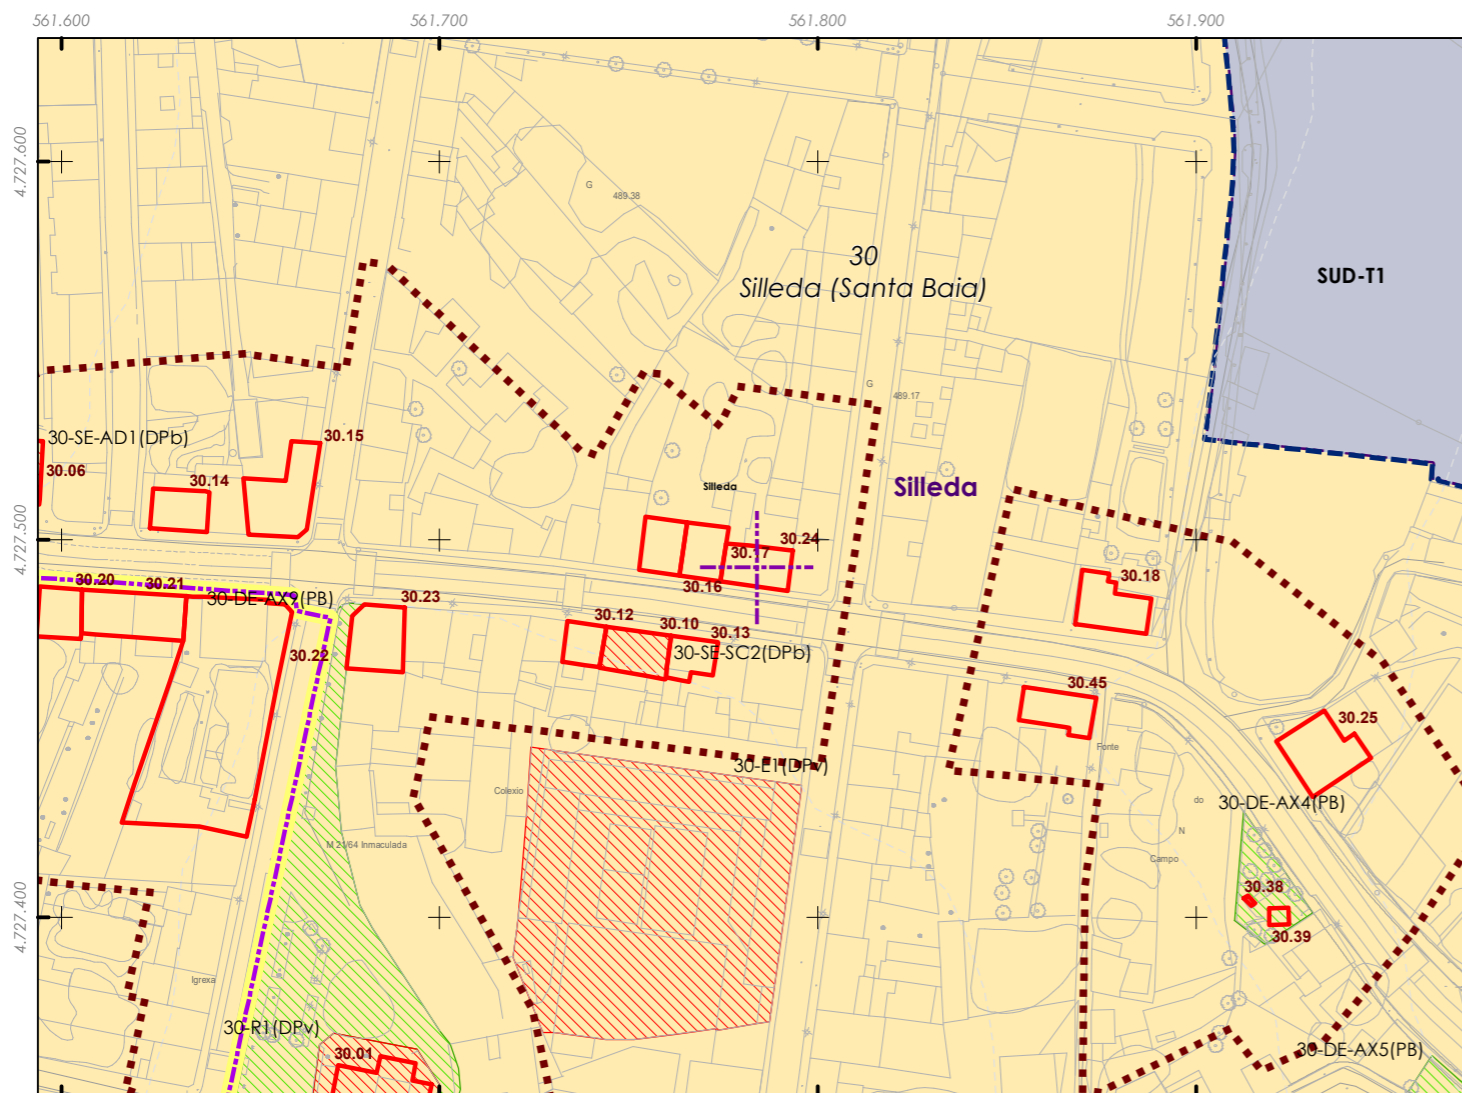 561.600
561.700
561.800
561.900
4.727.600
G
489.38
30
Silleda (Santa Baia)
SUD-T1
G
489.17
30-SE-AD1(DPb)
30.15
30.06
30.14
Silleda
Silleda
4.727.500
30.24
30.17
30.16
30.18
30.20
30.21
30-DE-AX9(PB)
30.23
30.12
30.10
30.13
30-SE-SC2(DPb)
30.22
30.45
30.25
Fonte
30-E1(DPv)
Colexio
do
30-DE-AX4(PB)
N
M 21/64 Inmaculada
Campo
30.38
4.727.400
30.39
Igrexa
30-R1(DPv)
30.01
30-DE-AX5(PB)